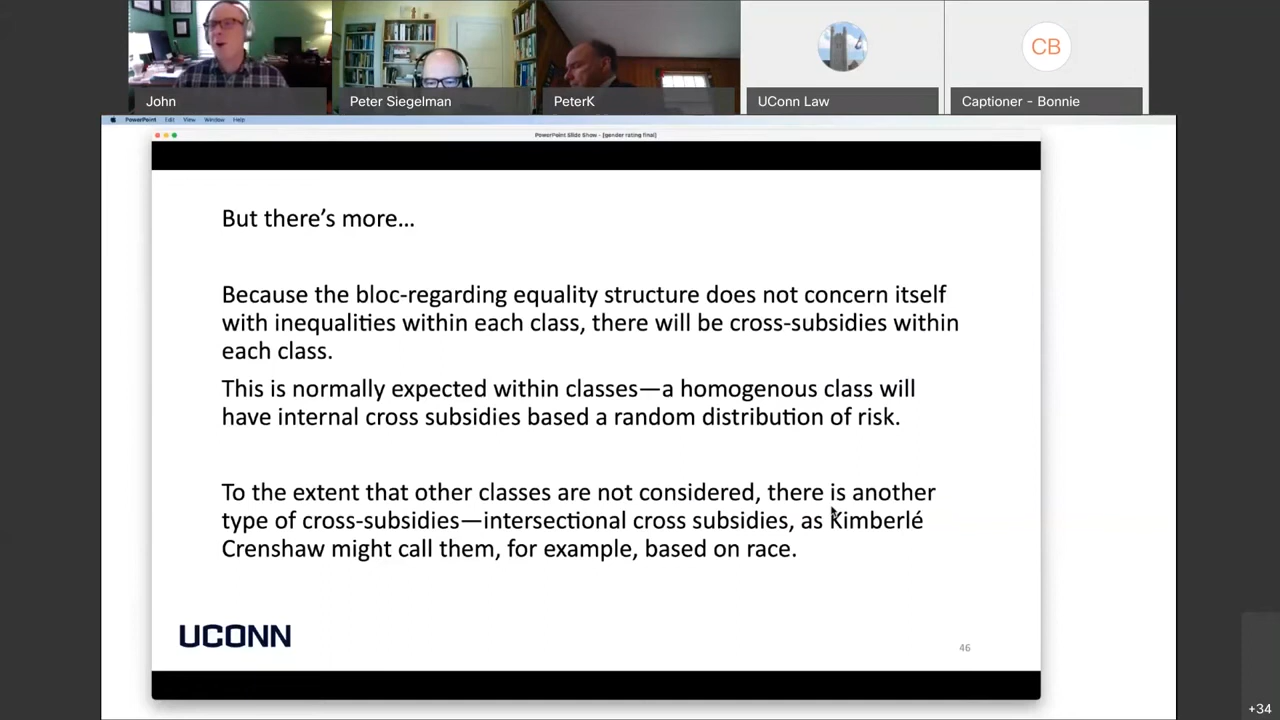 John
Peter Siegelman
PeterK
UConn Law
CB
Captioner - Bonnie
PowerPoint Edit View Window Help
PowerPoint Slide Show - [gender rating final]
But there's more…
Because the bloc-regarding equality structure does not concern itself
with inequalities within each class, there will be cross-subsidies within
each class.
This is normally expected within classes—a homogenous class will
have internal cross subsidies based a random distribution of risk.
To the extent that other classes are not considered, there is another
type of cross-subsidies—intersectional cross subsidies, as Kimberlé
Crenshaw might call them, for example, based on race.
UCONN
46
+34